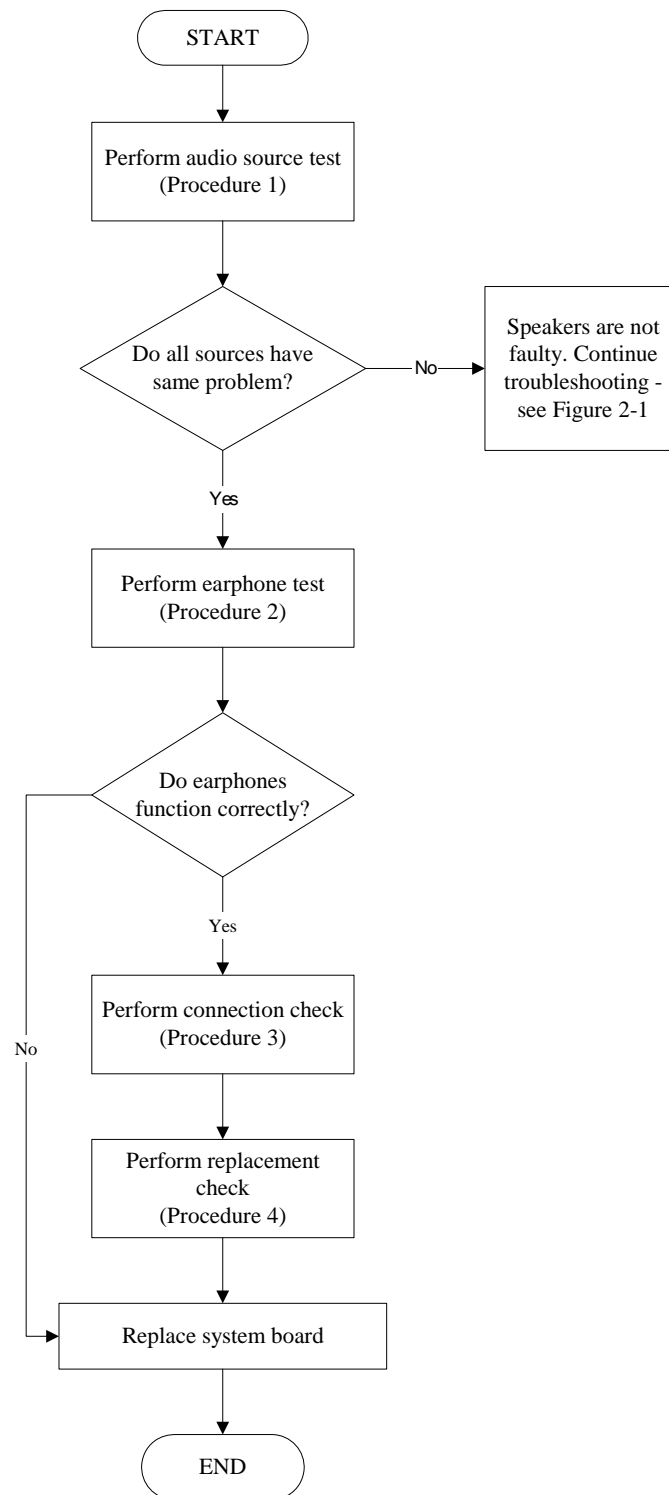 START
Perform audio source test
(Procedure 1)
Do all sources have
same problem?
No
Speakers are not
faulty. Continue
troubleshooting -
see Figure 2-1
Yes
Perform earphone test
(Procedure 2)
Do earphones
function correctly?
Yes
No
Perform connection check
(Procedure 3)
Perform replacement
check
(Procedure 4)
Replace system board
END